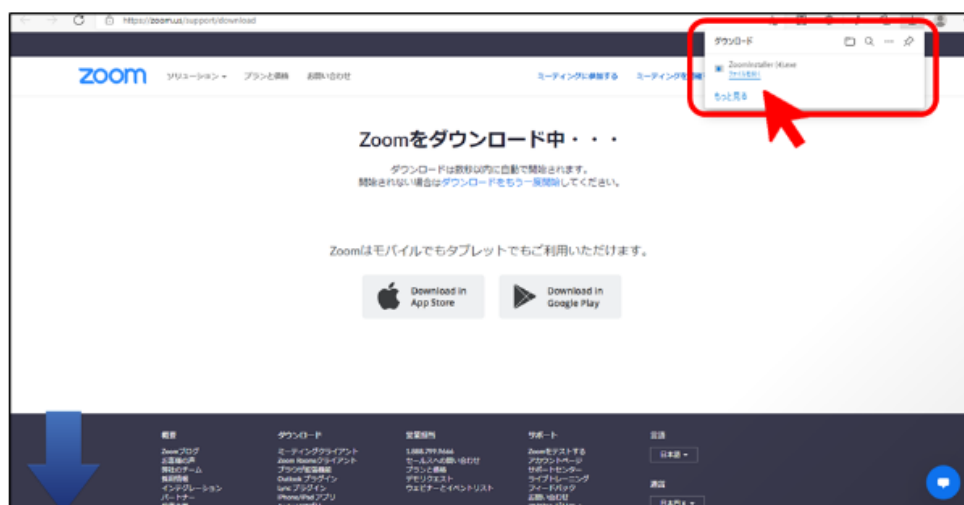 https://zoom.us/support/download
ダウンロード
ZoomInstaller (4).exe
ファイルを開く
もっと見る
zoom
ソリューション
プランと価格
お問い合わせ
ミーティングに参加する
Zoomをダウンロード中・・・
ダウンロードは数秒以内に自動で開始されます。
開始されない場合はダウンロードをもう一度開始してください。
Zoomはモバイルでもタブレットでもご利用いただけます。
Download in
App Store
Download in
Google Play
概要
Zoomブログ
お客様の声
弊社のチーム
採用情報
インテグレーション
パートナー
ダウンロード
ミーティングクライアント
Zoom Roomsクライアント
ブラウザ拡張機能
Outlook プラグイン
Lync プラグイン
iPhone/iPad アプリ
営業担当
1.888.799.9666
セールスへの問い合わせ
プランと価格
デモリクエスト
ウェビナーとイベントリスト
サポート
Zoomをテストする
アカウントページ
サポートセンター
ライブトレーニング
フィードバック
お問い合わせ
言語
日本語
通貨